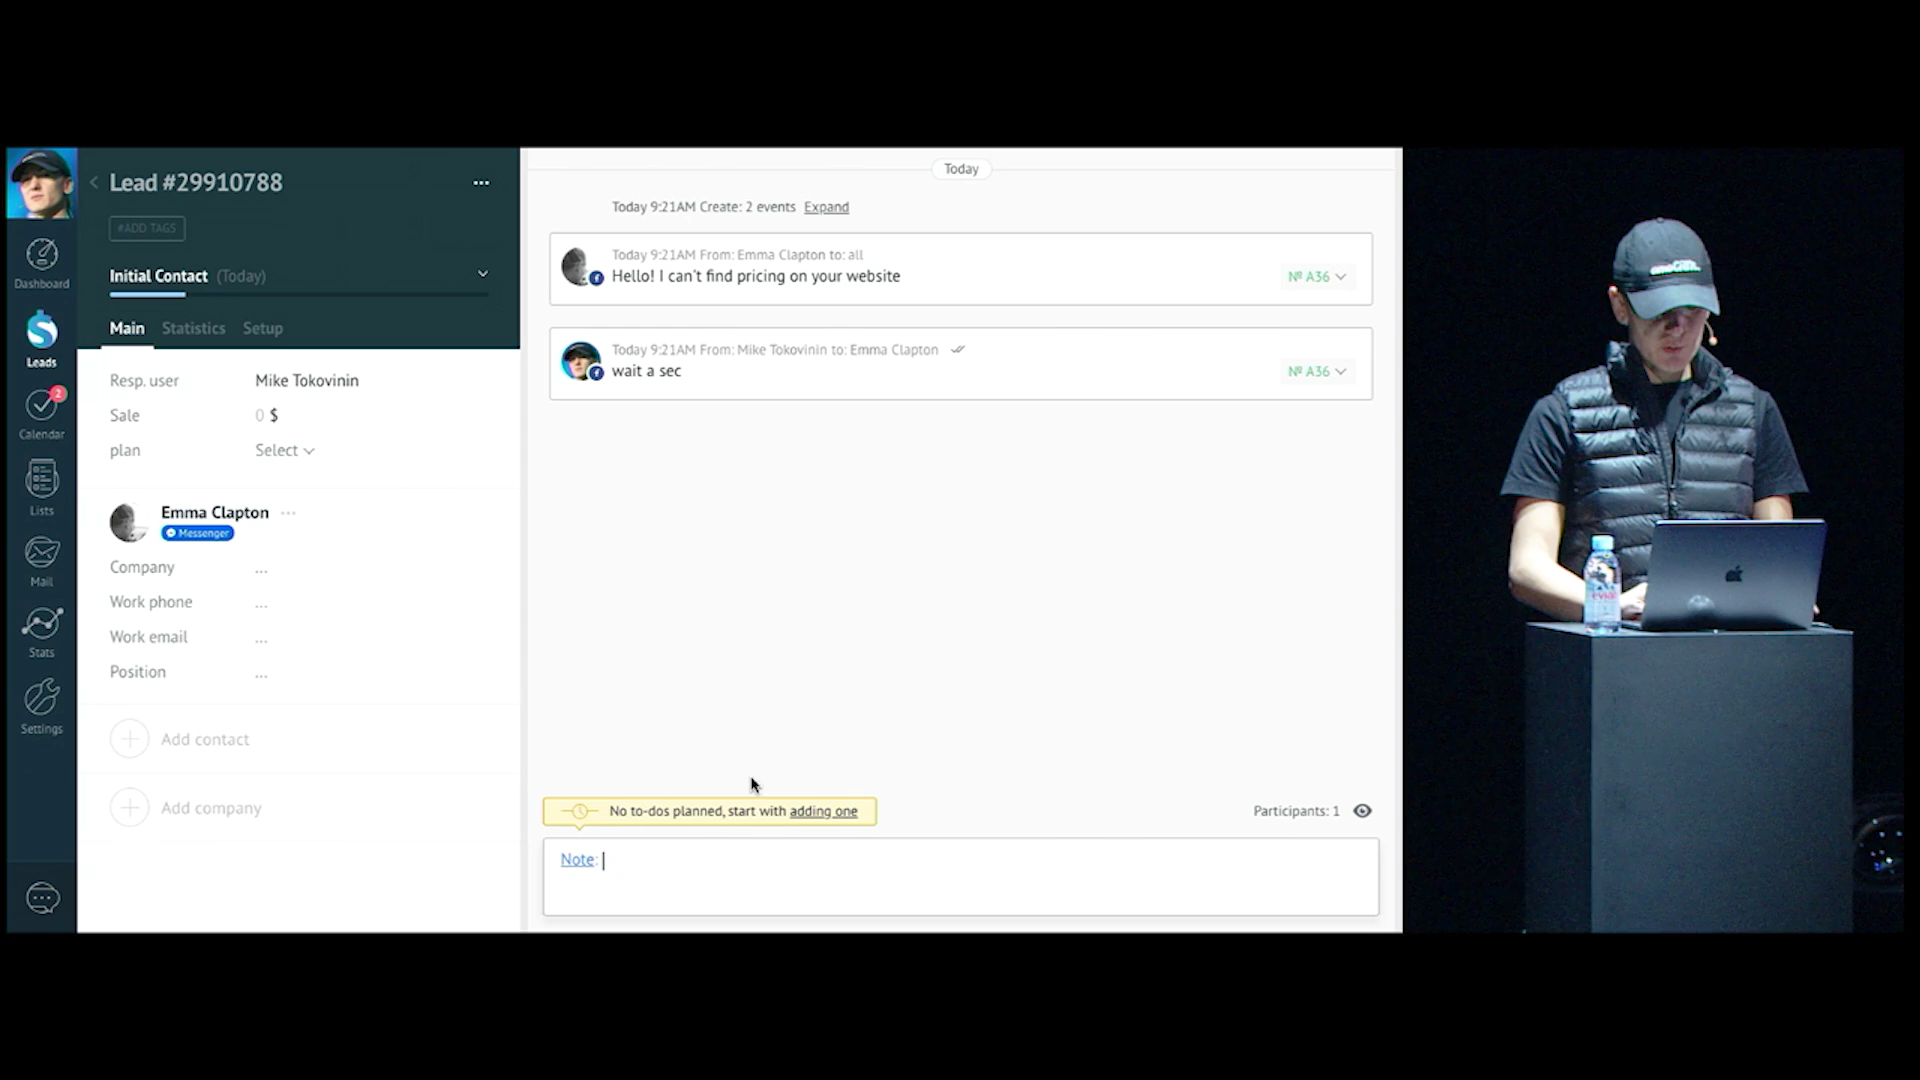 Lead #29910788
#ADD TAGS
Initial Contact (Today)
Main Statistics Setup
Dashboard
Leads
2
Calendar
Lists
Mail
Stats
Settings
Resp. user Mike Tokovinin
Sale 0 $
plan Select
Emma Clapton ...
Messenger
Company ...
Work phone ...
Work email ...
Position ...
Add contact
Add company
Today
Today 9:21AM Create: 2 events Expand
Today 9:21AM From: Emma Clapton to: all
Hello! I can't find pricing on your website
№ A36
Today 9:21AM From: Mike Tokovinin to: Emma Clapton
wait a sec
№ A36
No to-dos planned, start with adding one
Participants: 1
Note:
evian